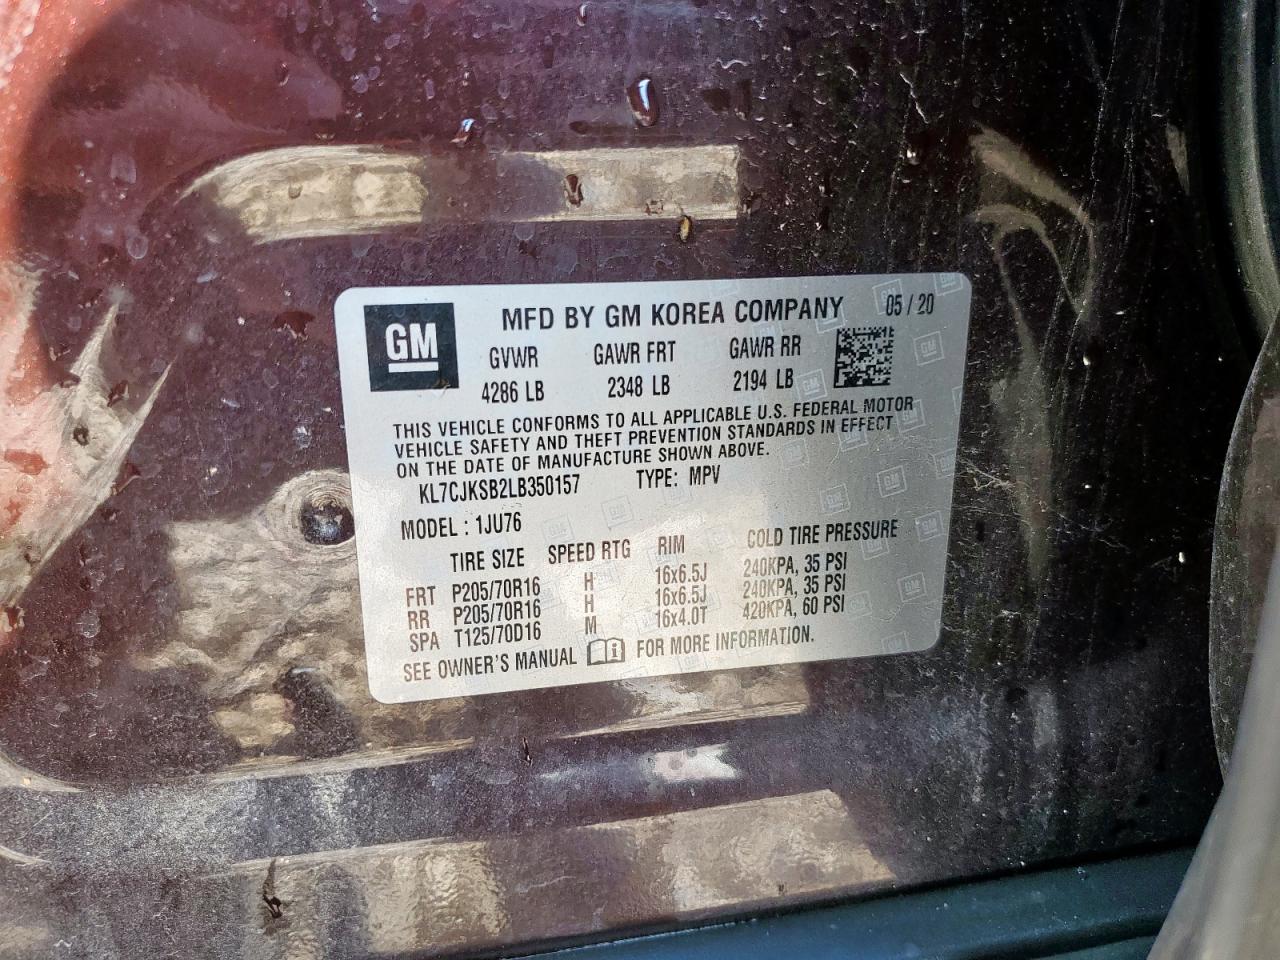 GM MFD BY GM KOREA COMPANY 05 / 20
GVWR GAWR FRT GAWR RR
4286 LB 2348 LB 2194 LB
THIS VEHICLE CONFORMS TO ALL APPLICABLE U.S. FEDERAL MOTOR
VEHICLE SAFETY AND THEFT PREVENTION STANDARDS IN EFFECT
ON THE DATE OF MANUFACTURE SHOWN ABOVE.
KL7CJKSB2LB350157 TYPE: MPV
MODEL : 1JU76
TIRE SIZE SPEED RTG RIM COLD TIRE PRESSURE
FRT P205/70R16 H 16x6.5J 240KPA, 35 PSI
RR P205/70R16 H 16x6.5J 240KPA, 35 PSI
SPA T125/70D16 M 16x4.0T 420KPA, 60 PSI
SEE OWNER'S MANUAL i FOR MORE INFORMATION.